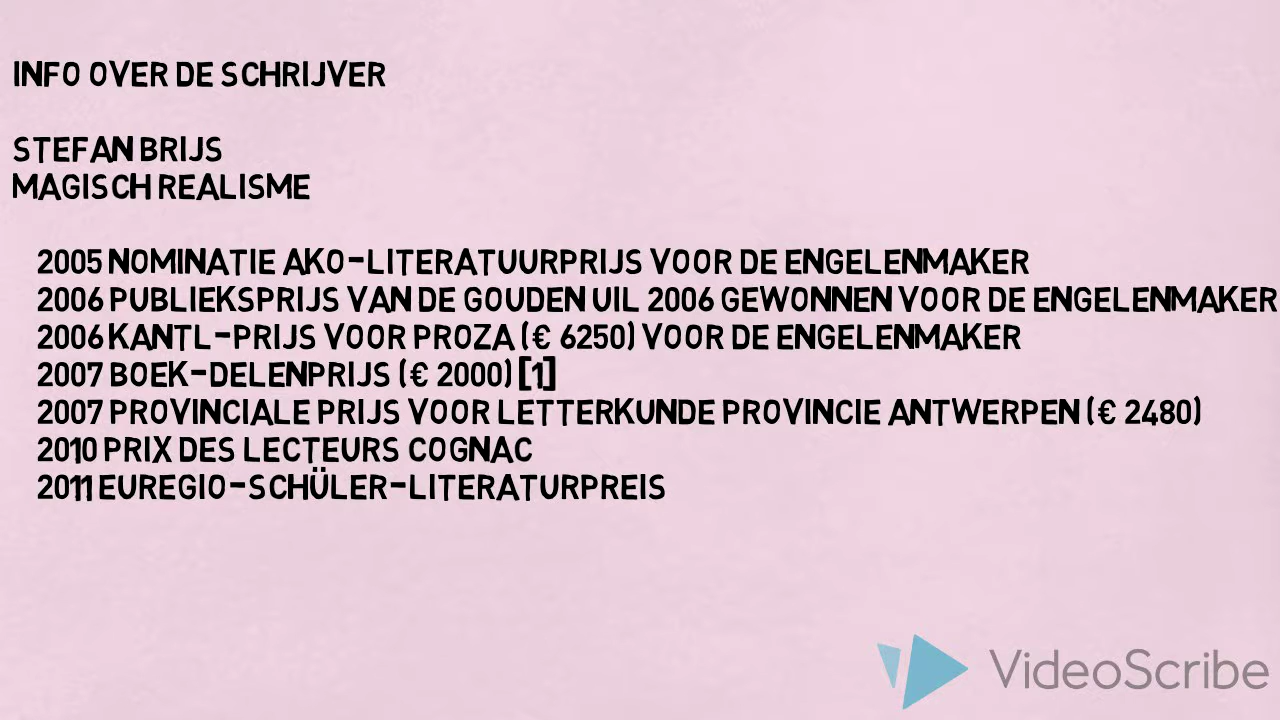 INFO OVER DE SCHRIJVER
STEFAN BRIJS
MAGISCH REALISME
2005 NOMINATIE AKO-LITERATUURPRIJS VOOR DE ENGELENMAKER
2006 PUBLIEKSPRIJS VAN DE GOUDEN UIL 2006 GEWONNEN VOOR DE ENGELENMAKER
2006 KANTL-PRIJS VOOR PROZA (€ 6250) VOOR DE ENGELENMAKER
2007 BOEK-DELENPRIJS (€ 2000) [1]
2007 PROVINCIALE PRIJS VOOR LETTERKUNDE PROVINCIE ANTWERPEN (€ 2480)
2010 PRIX DES LECTEURS COGNAC
2011 EUREGIO-SCHÜLER-LITERATURPREIS
VideoScribe